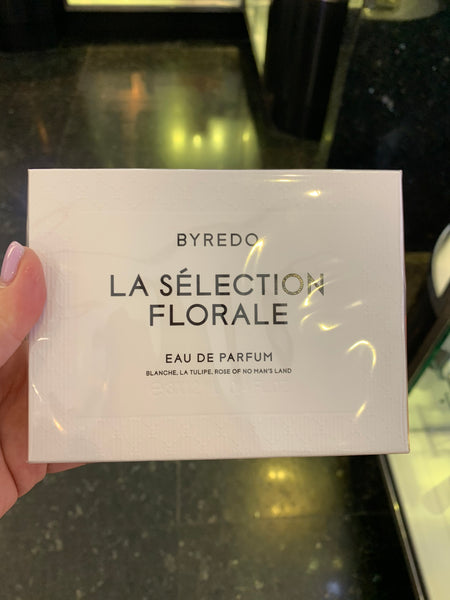 BYREDO
LA SÉLECTION
FLORALE
EAU DE PARFUM
BLANCHE, LA TULIPE, ROSE OF NO MAN'S LAND